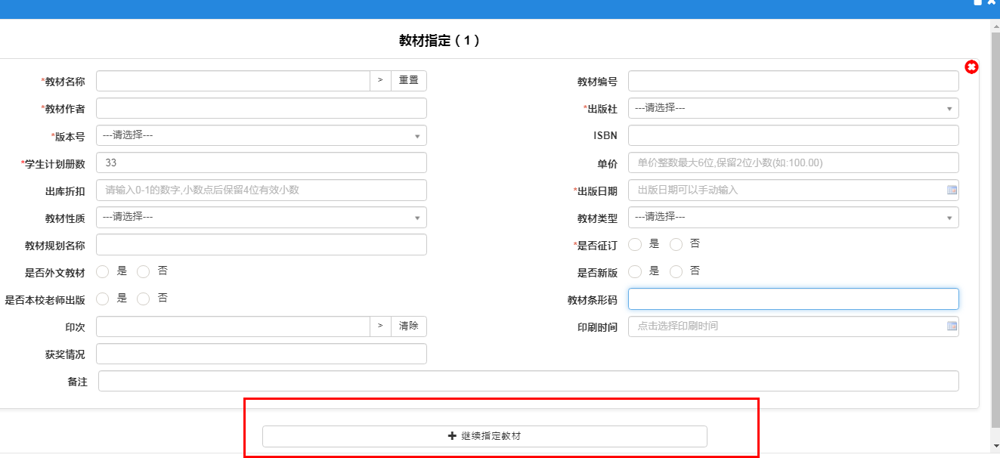 教材指定（1）
*教材名称 > 重置 教材编号
*教材作者 *出版社 ---请选择---
*版本号 ---请选择--- ISBN
*学生计划册数 33 单价 单价整数最大6位,保留2位小数(如:100.00)
出库折扣 请输入0-1的数字,小数点后保留4位有效小数 *出版日期 出版日期可以手动输入
教材性质 ---请选择--- 教材类型 ---请选择---
教材规划名称 *是否征订 是 否
是否外文教材 是 否 是否新版 是 否
是否本校老师出版 是 否 教材条形码
印次 > 清除 印刷时间 点击选择印刷时间
获奖情况
备注
+ 继续指定教材